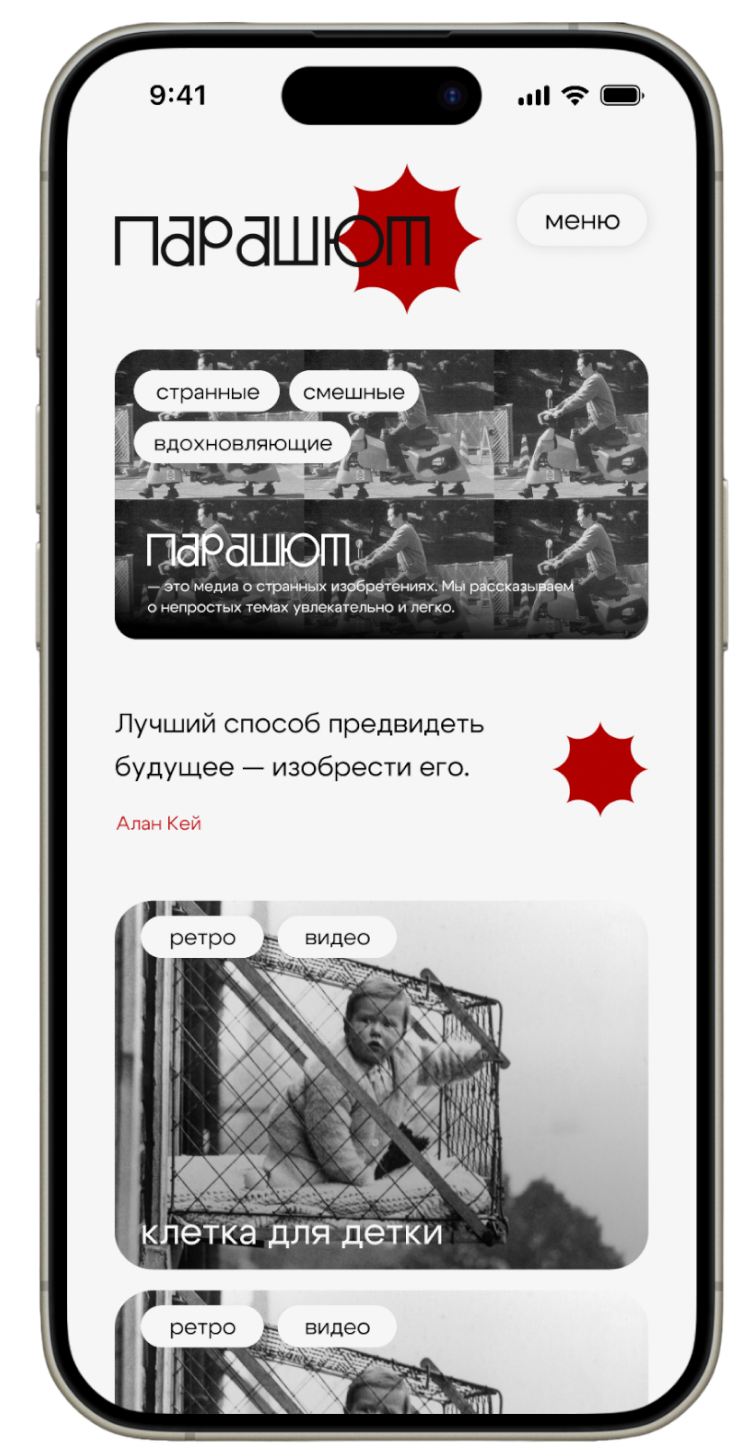 9:41
парашют
меню
странные
смешные
вдохновляющие
парашют
— это медиа о странных изобретениях. Мы рассказываем
о непростых темах увлекательно и легко.
Лучший способ предвидеть
будущее — изобрести его.
Алан Кей
ретро
видео
клетка для детки
ретро
видео